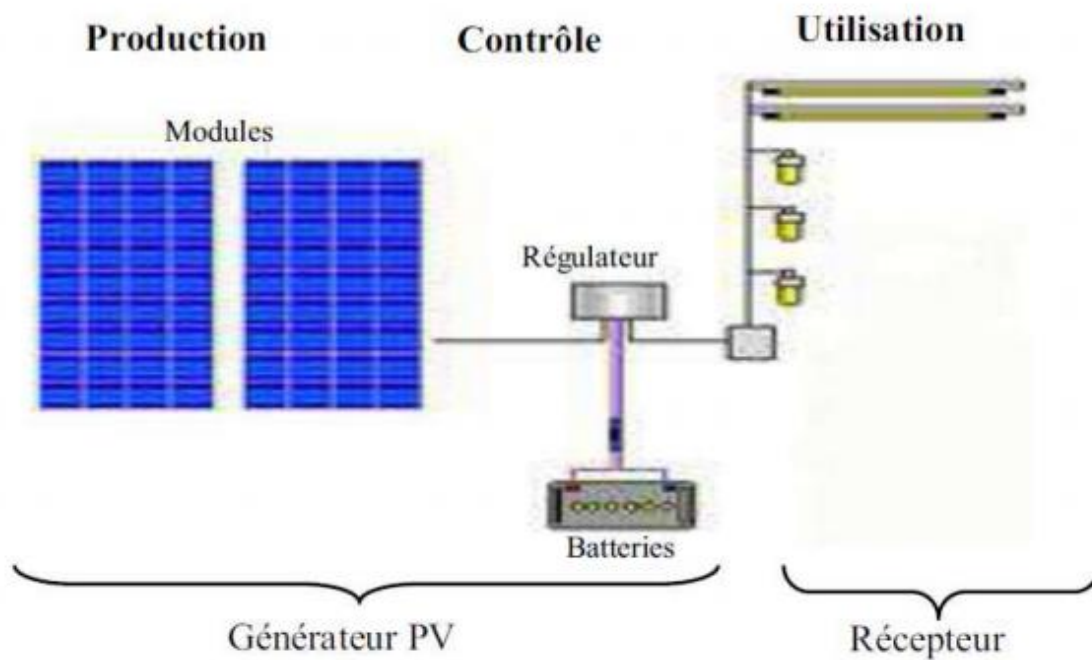 Production
Contrôle
Utilisation
Modules
Régulateur
Batteries
Générateur PV
Récepteur